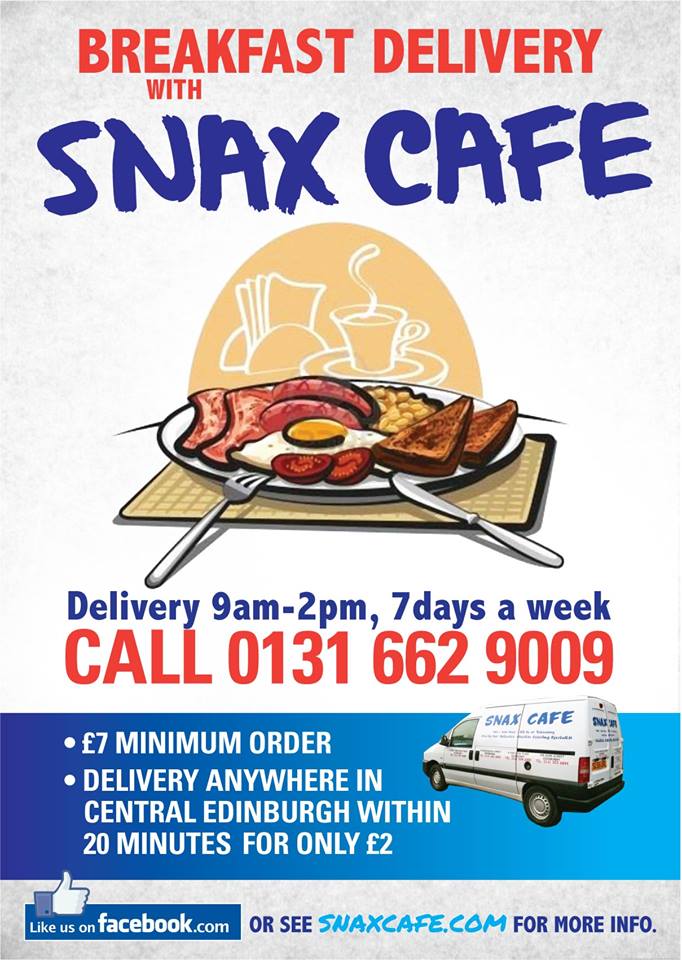 BREAKFAST DELIVERY
WITH
SNAX CAFE
Delivery 9am-2pm, 7days a week
CALL 0131 662 9009
• £7 MINIMUM ORDER
• DELIVERY ANYWHERE IN
CENTRAL EDINBURGH WITHIN
20 MINUTES FOR ONLY £2
SNAX CAFE
SNAX CAFE
Like us on facebook.com
OR SEE SNAXCAFE.COM FOR MORE INFO.